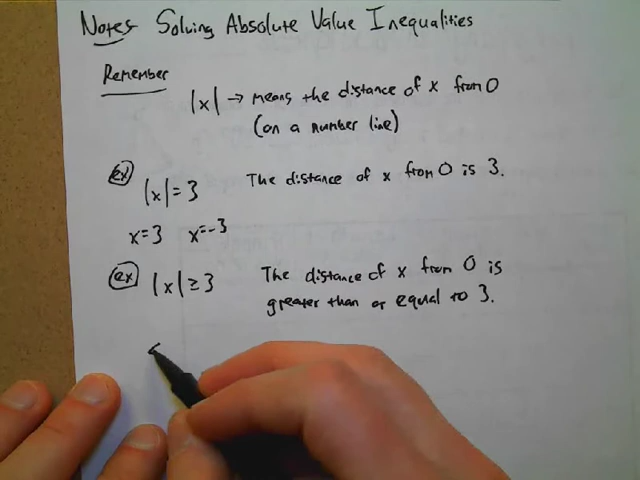 Notes Solving Absolute Value Inequalities
Remember
|x| → means the distance of x from 0
(on a number line)
ex |x|=3 The distance of x from 0 is 3.
x=3 x=-3
ex |x|≥3 The distance of x from 0 is
greater than or equal to 3.